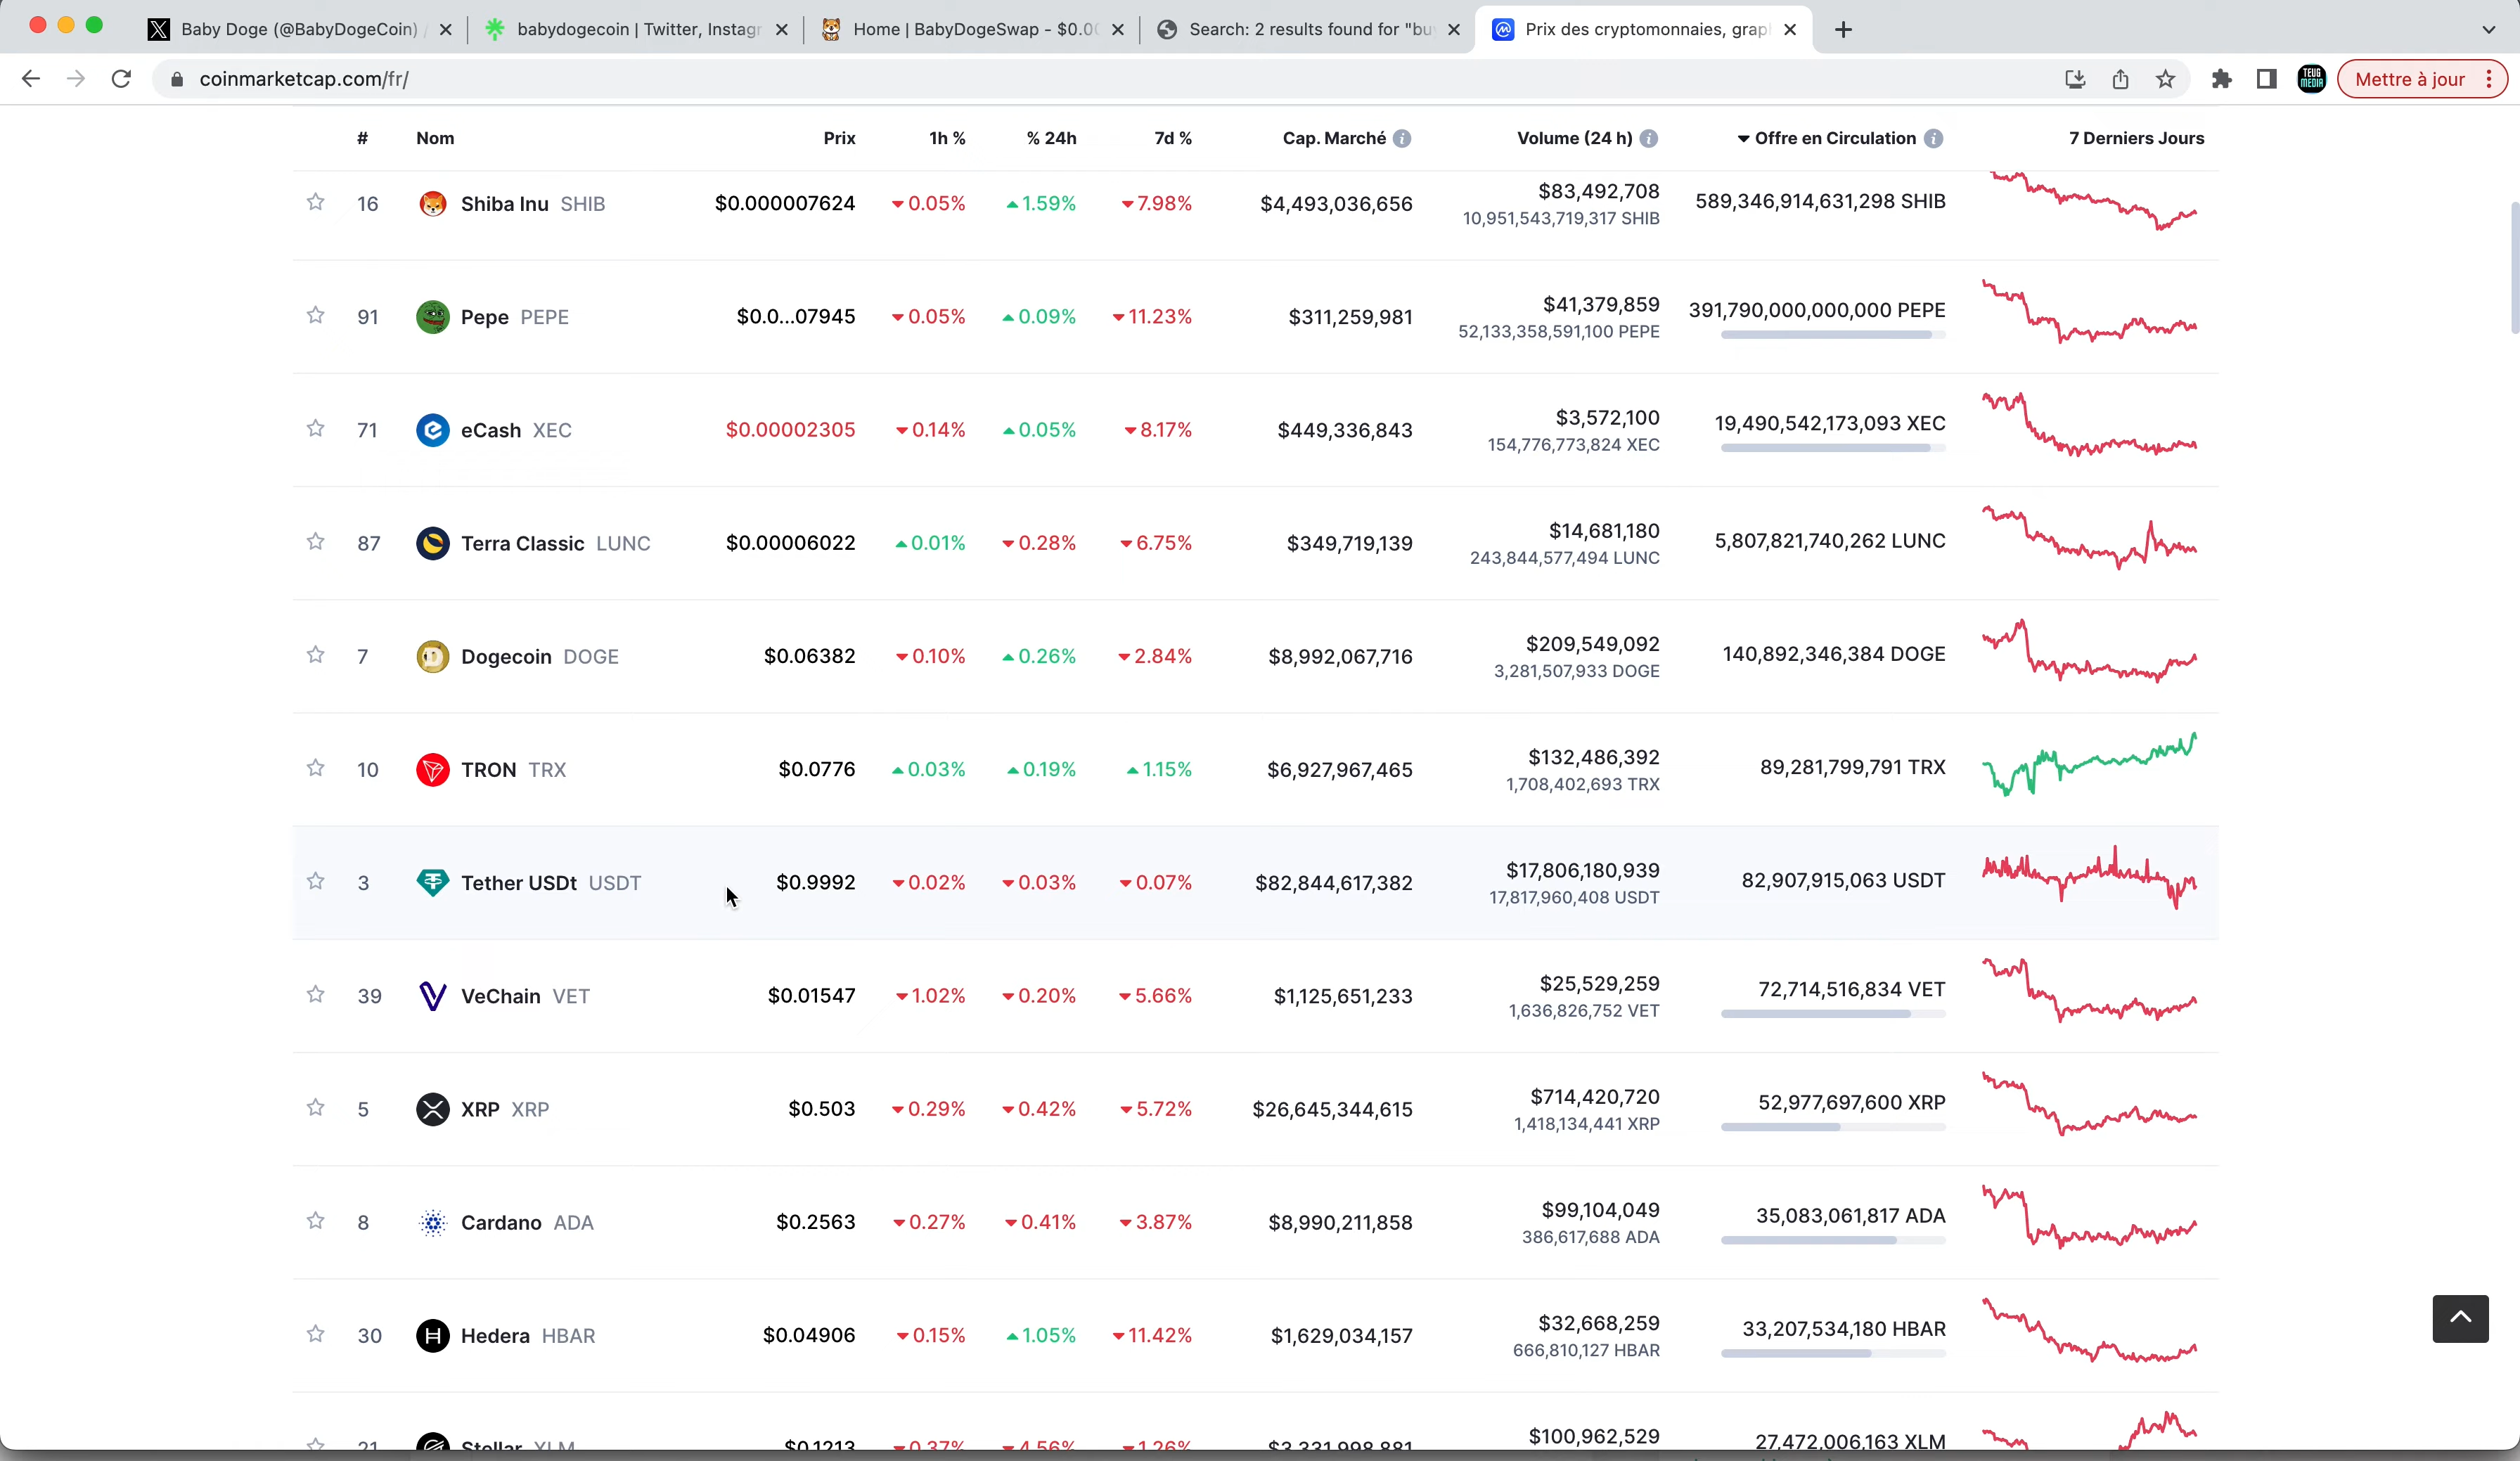 Baby Doge (@BabyDogeCoin) / babydogecoin | Twitter, Instagr Home | BabyDogeSwap - $0.00 Search: 2 results found for "bu Prix des cryptomonnaies, grap
coinmarketcap.com/fr/ TEUG MEDIA Mettre à jour
# Nom Prix 1h % % 24h 7d % Cap. Marché Volume (24 h) Offre en Circulation 7 Derniers Jours
16 Shiba Inu SHIB $0.000007624 0.05% 1.59% 7.98% $4,493,036,656 $83,492,708 589,346,914,631,298 SHIB
10,951,543,719,317 SHIB
91 Pepe PEPE $0.0...07945 0.05% 0.09% 11.23% $311,259,981 $41,379,859 391,790,000,000,000 PEPE
52,133,358,591,100 PEPE
71 eCash XEC $0.00002305 0.14% 0.05% 8.17% $449,336,843 $3,572,100 19,490,542,173,093 XEC
154,776,773,824 XEC
87 Terra Classic LUNC $0.00006022 0.01% 0.28% 6.75% $349,719,139 $14,681,180 5,807,821,740,262 LUNC
243,844,577,494 LUNC
7 Dogecoin DOGE $0.06382 0.10% 0.26% 2.84% $8,992,067,716 $209,549,092 140,892,346,384 DOGE
3,281,507,933 DOGE
10 TRON TRX $0.0776 0.03% 0.19% 1.15% $6,927,967,465 $132,486,392 89,281,799,791 TRX
1,708,402,693 TRX
3 Tether USDt USDT $0.9992 0.02% 0.03% 0.07% $82,844,617,382 $17,806,180,939 82,907,915,063 USDT
17,817,960,408 USDT
39 VeChain VET $0.01547 1.02% 0.20% 5.66% $1,125,651,233 $25,529,259 72,714,516,834 VET
1,636,826,752 VET
5 XRP XRP $0.503 0.29% 0.42% 5.72% $26,645,344,615 $714,420,720 52,977,697,600 XRP
1,418,134,441 XRP
8 Cardano ADA $0.2563 0.27% 0.41% 3.87% $8,990,211,858 $99,104,049 35,083,061,817 ADA
386,617,688 ADA
30 Hedera HBAR $0.04906 0.15% 1.05% 11.42% $1,629,034,157 $32,668,259 33,207,534,180 HBAR
666,810,127 HBAR
21 Stellar XLM $0.1213 0.37% 4.56% 1.26% $3,331,998,881 $100,962,529 27,472,006,163 XLM